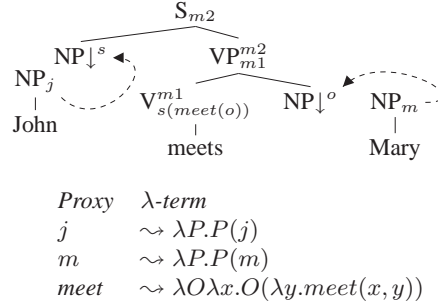 S_{m2}
NP↓^s VP^{m2}_{m1}
NP_j
V^{m1}_{s(meet(o))} NP↓^o NP_m
John
meets Mary
Proxy λ-term
j ⤳ λP.P(j)
m ⤳ λP.P(m)
meet ⤳ λOλx.O(λy.meet(x, y))